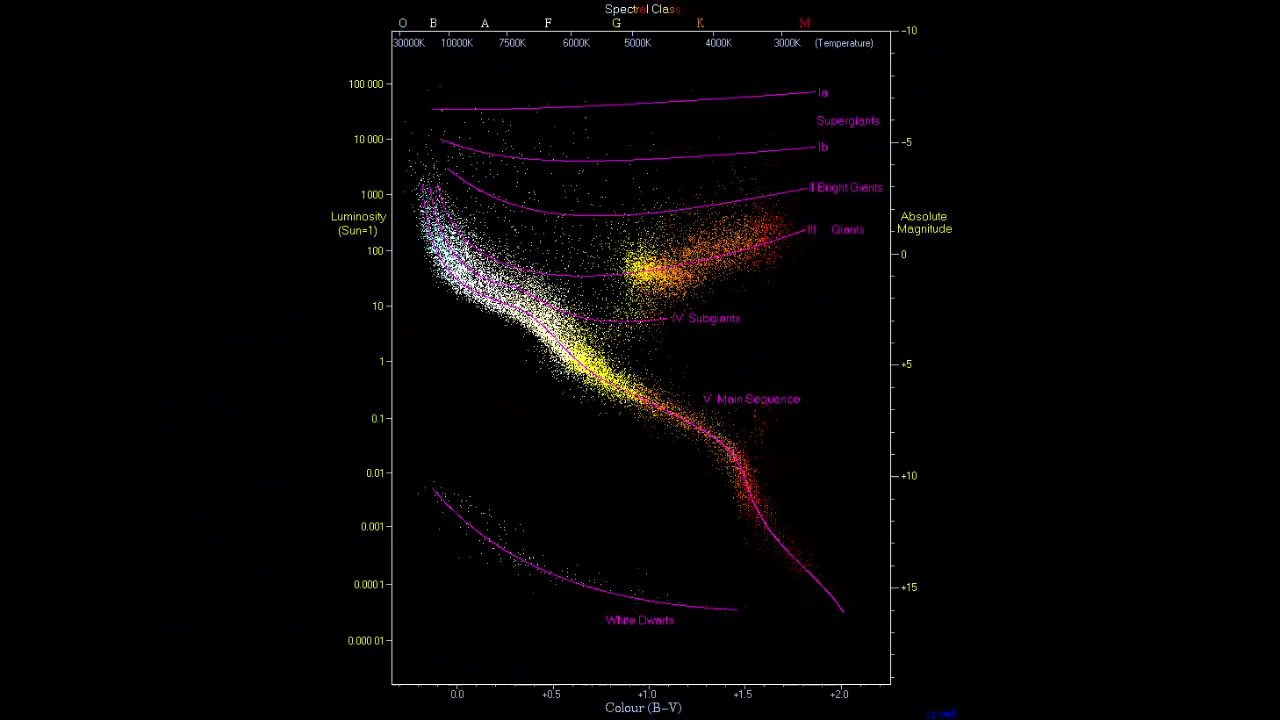 Spectral Class
O B A F G K M
30000K 10000K 7500K 6000K 5000K 4000K 3000K (Temperature)
-10
100 000
Ia
Supergiants
10 000
-5
Ib
1000
II Bright Giants
Luminosity
(Sun=1)
Absolute
Magnitude
III Giants
100
0
10
IV Subgiants
1
+5
V Main Sequence
0.1
0.01
+10
0.001
0.0001
+15
White Dwarts
0.000 01
0.0 +0.5 +1.0 +1.5 +2.0
Colour (B-V)